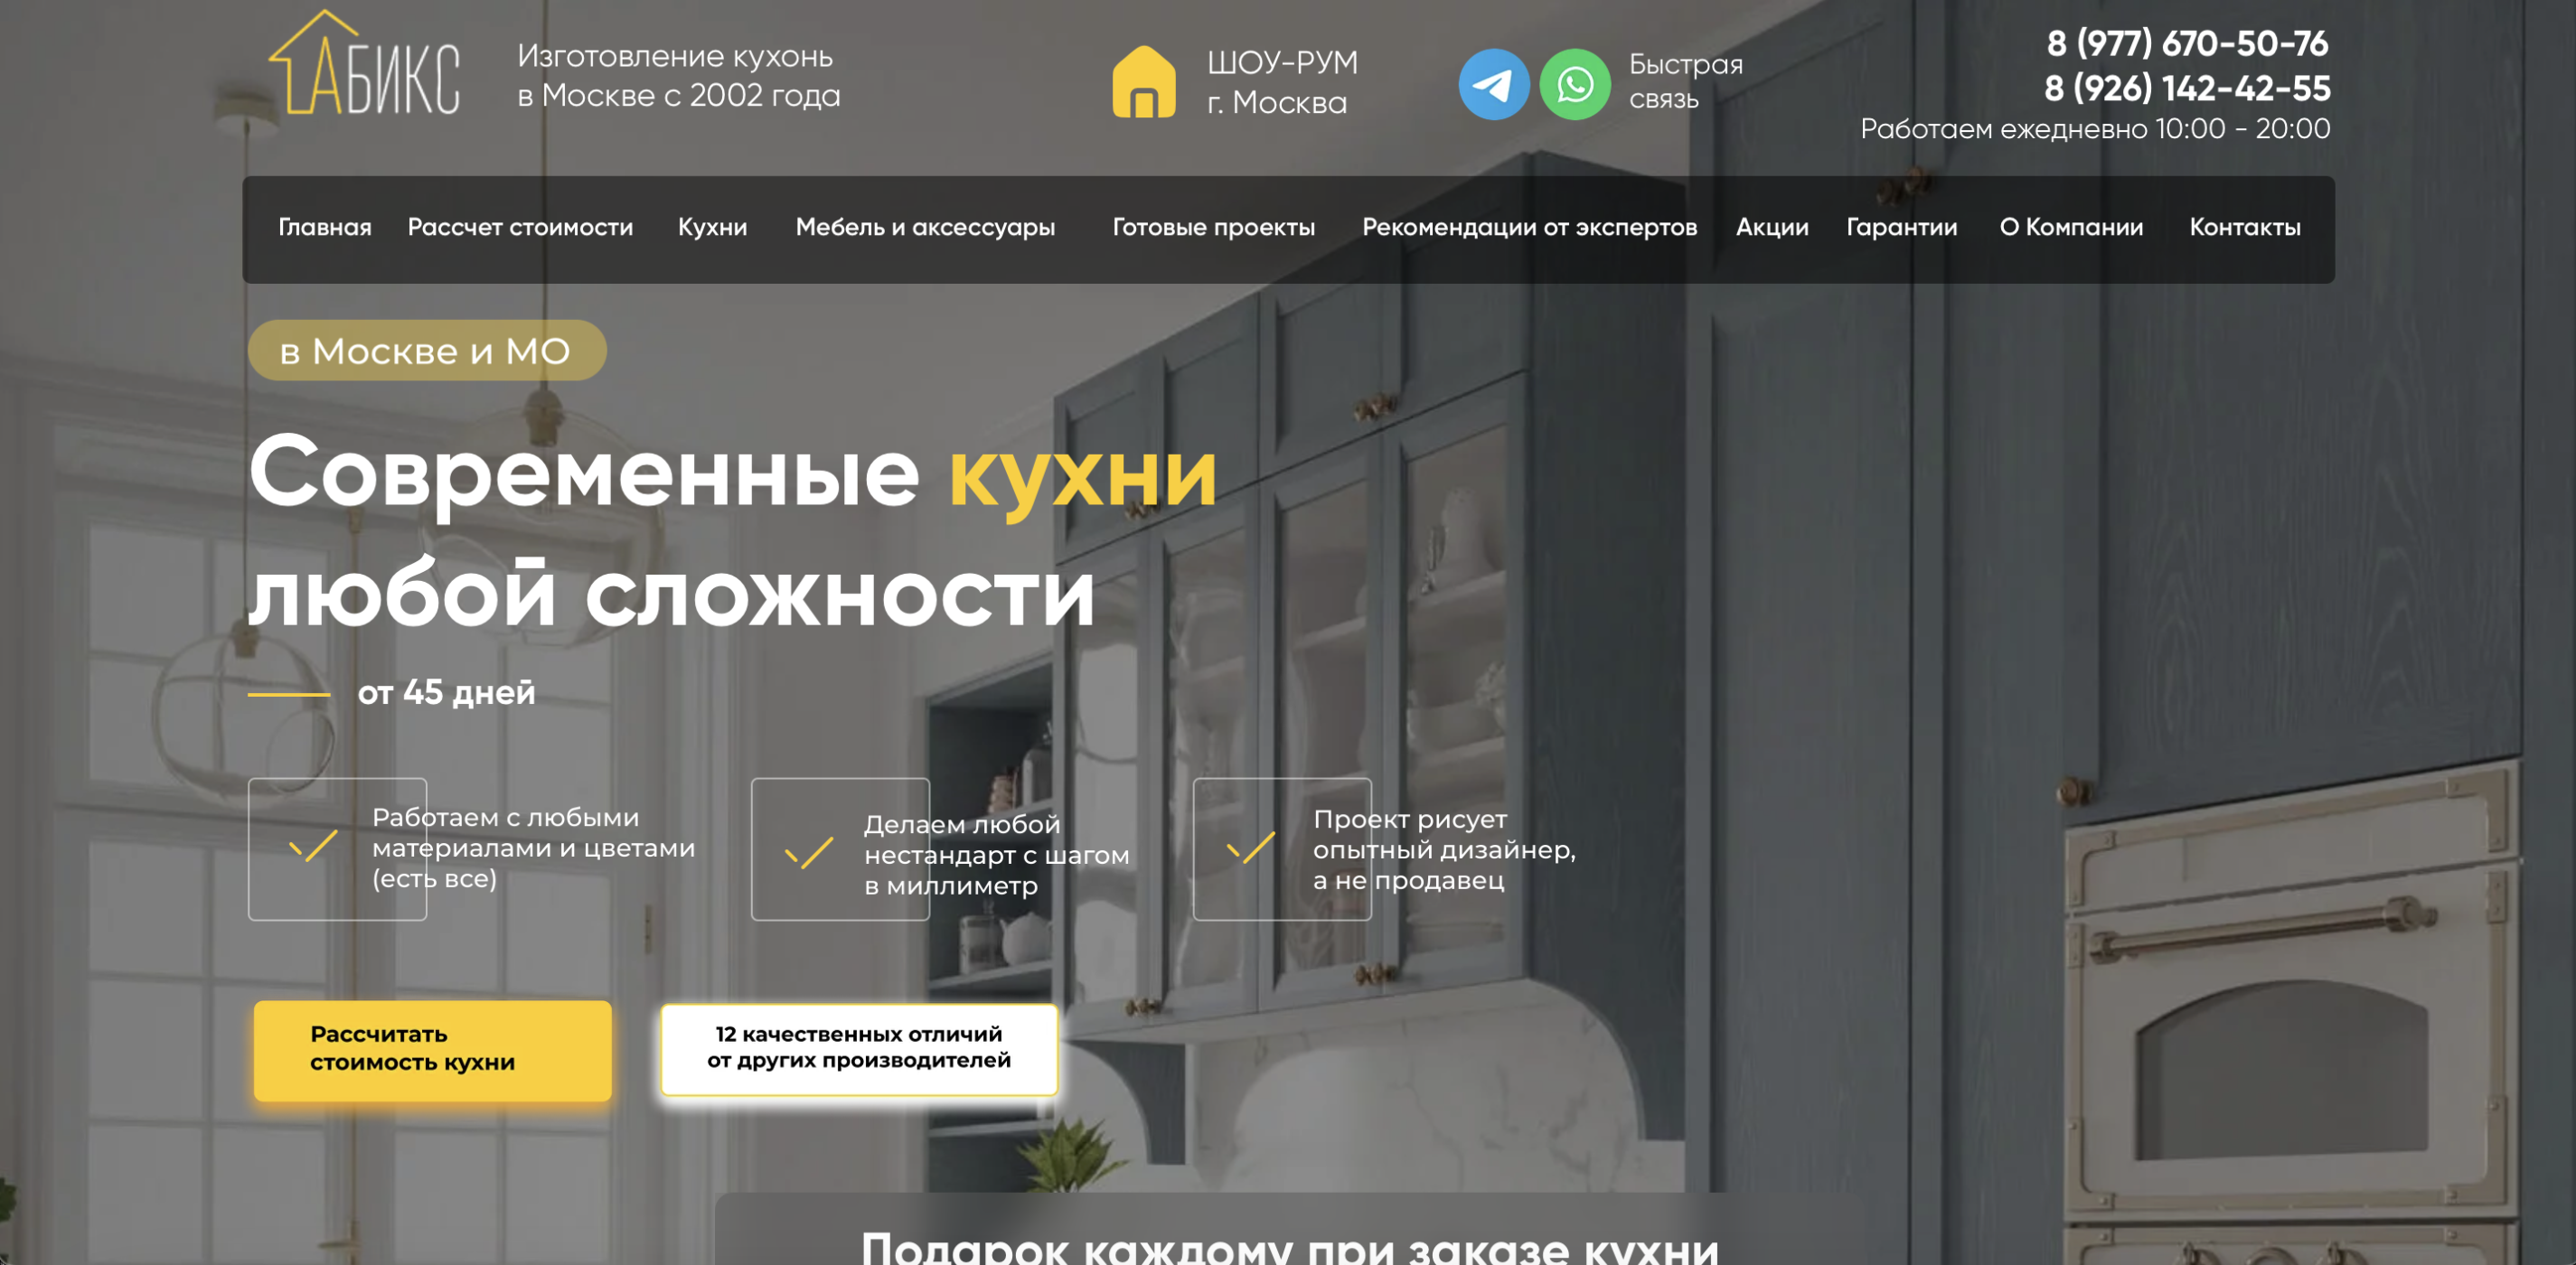 АБИКС
Изготовление кухонь
в Москве с 2002 года
ШОУ-РУМ
г. Москва
Быстрая
связь
8 (977) 670-50-76
8 (926) 142-42-55
Работаем ежедневно 10:00 - 20:00
Главная Рассчет стоимости Кухни Мебель и аксессуары Готовые проекты Рекомендации от экспертов Акции Гарантии О Компании Контакты
в Москве и МО
Современные кухни
любой сложности
от 45 дней
Работаем с любыми
материалами и цветами
(есть все)
Делаем любой
нестандарт с шагом
в миллиметр
Проект рисует
опытный дизайнер,
а не продавец
Рассчитать
стоимость кухни
12 качественных отличий
от других производителей
Подарок каждому при заказе кухни